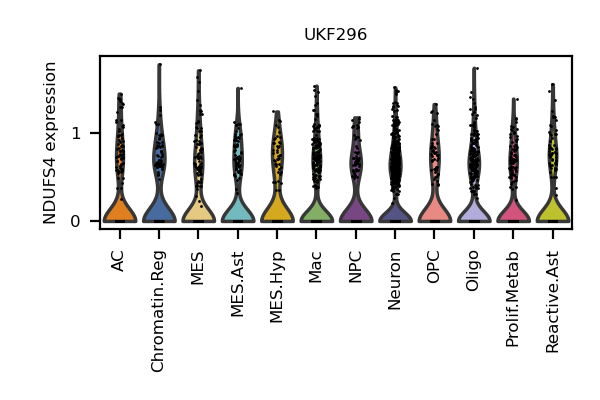 UKF296
NDUFS4 expression
1
0
AC
Chromatin.Reg
MES
MES.Ast
MES.Hyp
Mac
NPC
Neuron
OPC
Oligo
Prolif.Metab
Reactive.Ast